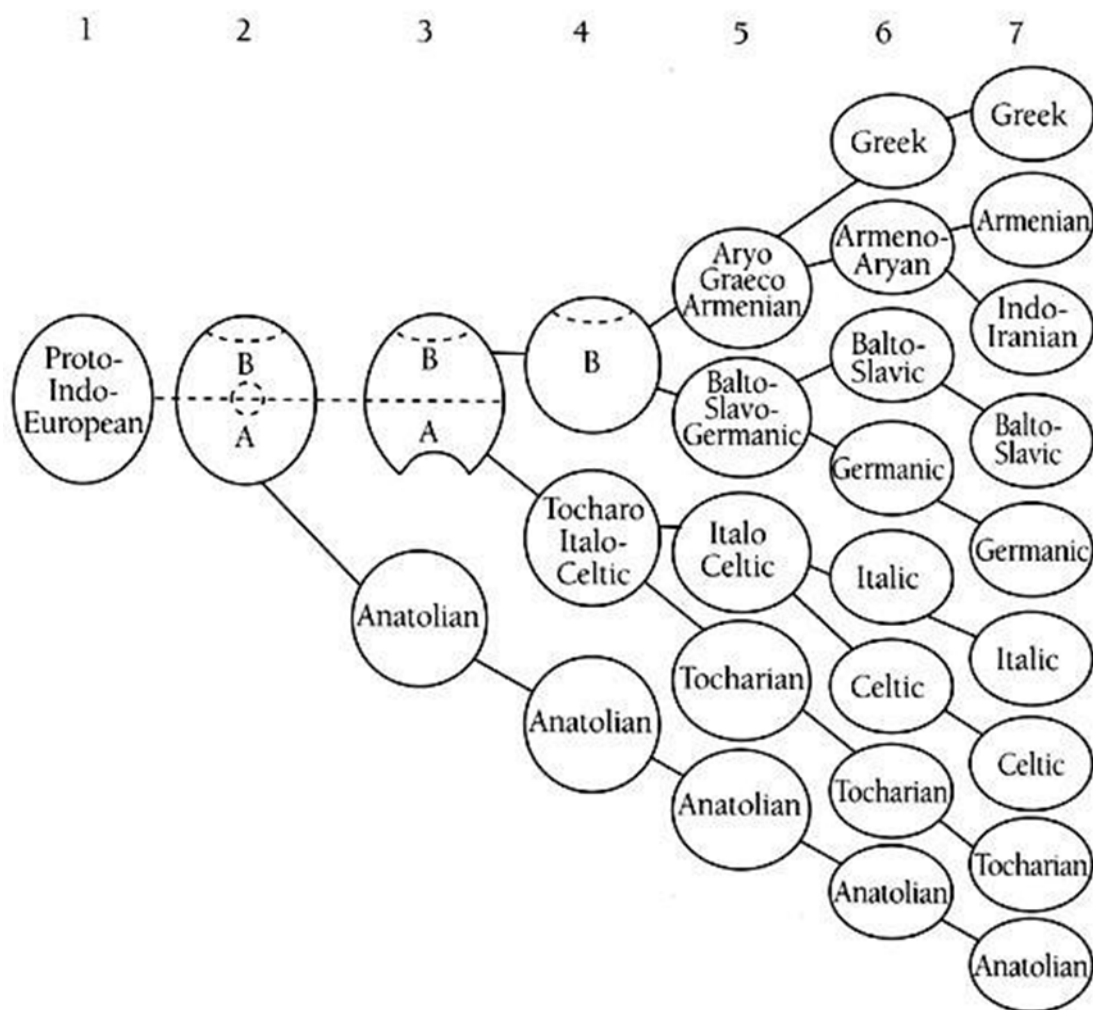 1 2 3 4 5 6 7
Proto-
Indo-
European
B
A
B
A
Anatolian
B
Tocharo
Italo-
Celtic
Anatolian
Aryo
Graeco
Armenian
Balto-
Slavo-
Germanic
Italo
Celtic
Tocharian
Anatolian
Greek
Armeno-
Aryan
Balto-
Slavic
Germanic
Italic
Celtic
Tocharian
Anatolian
Greek
Armenian
Indo-
Iranian
Balto-
Slavic
Germanic
Italic
Celtic
Tocharian
Anatolian